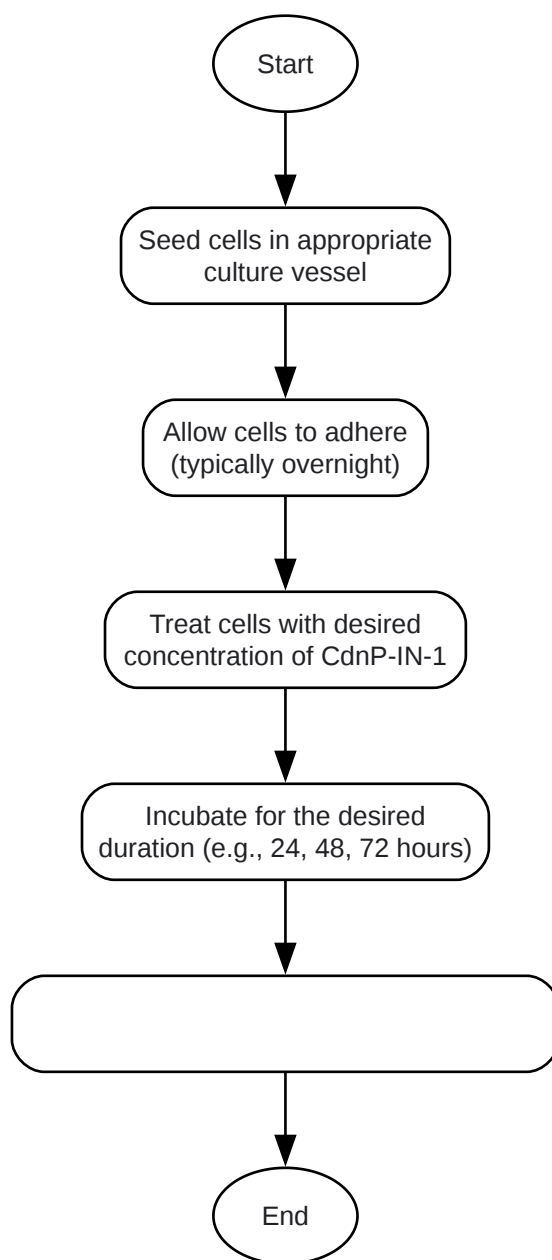 Start
Seed cells in appropriate
culture vessel
Allow cells to adhere
(typically overnight)
Treat cells with desired
concentration of CdnP-IN-1
Incubate for the desired
duration (e.g., 24, 48, 72 hours)
End